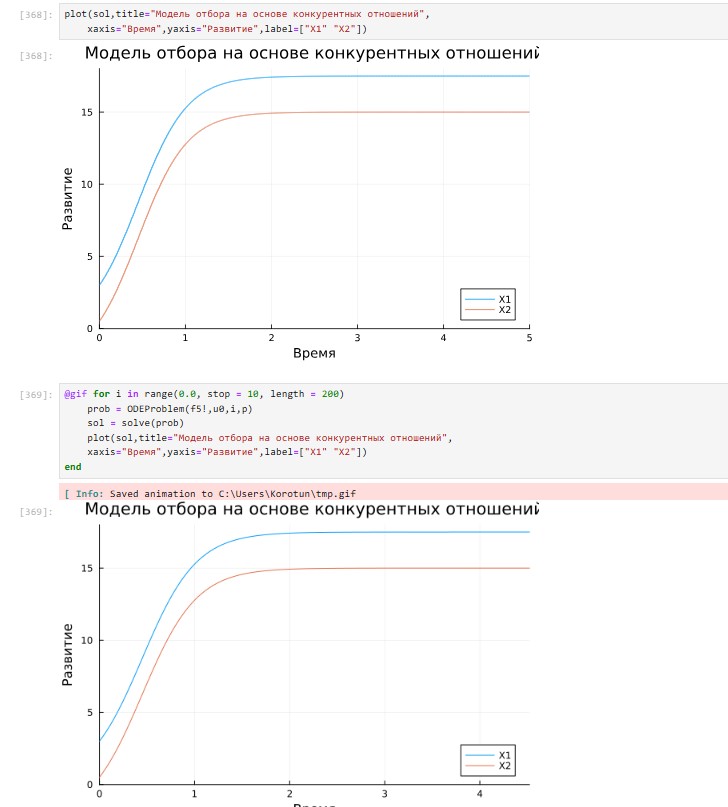 [368]: plot(sol,title="Модель отбора на основе конкурентных отношений",
xaxis="Время",yaxis="Развитие",label=["X1" "X2"])
[368]: Модель отбора на основе конкурентных отношений
15
10
5
0
Развитие
X1
X2
0 1 2 3 4 5
Время
[369]: @gif for i in range(0.0, stop = 10, length = 200)
prob = ODEProblem(f5!,u0,i,p)
sol = solve(prob)
plot(sol,title="Модель отбора на основе конкурентных отношений",
xaxis="Время",yaxis="Развитие",label=["X1" "X2"])
end
[ Info: Saved animation to C:\Users\Korotun\tmp.gif
[369]: Модель отбора на основе конкурентных отношений
15
10
5
0
Развитие
X1
X2
0 1 2 3 4
Время